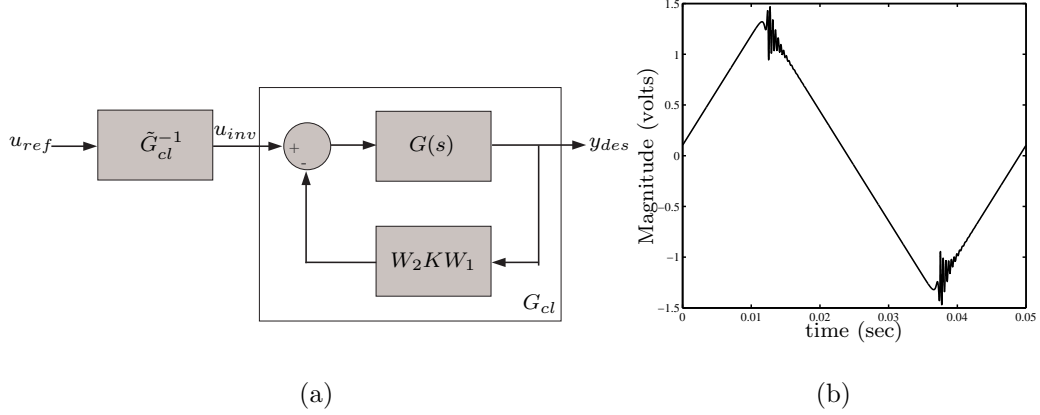 u_ref
G̃_cl^{-1}
u_inv
+
-
G(s)
y_des
W_2KW_1
G_cl
(a)
Magnitude (volts)
1.5
1
0.5
0
−0.5
−1
−1.5
0 0.01 0.02 0.03 0.04 0.05
time (sec)
(b)